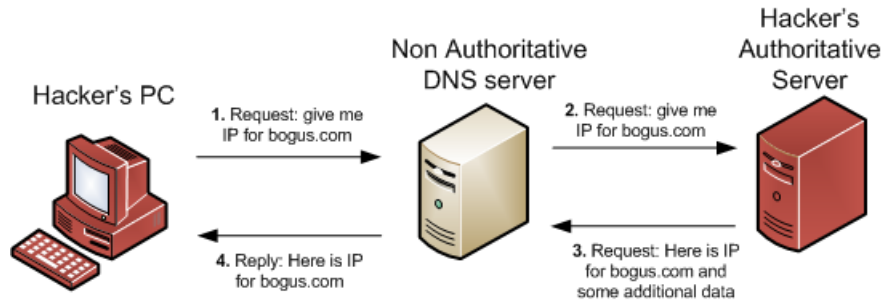 Hacker's PC
Non Authoritative
DNS server
Hacker's
Authoritative
Server
1. Request: give me
IP for bogus.com
2. Request: give me
IP for bogus.com
3. Request: Here is IP
for bogus.com and
some additional data
4. Reply: Here is IP
for bogus.com